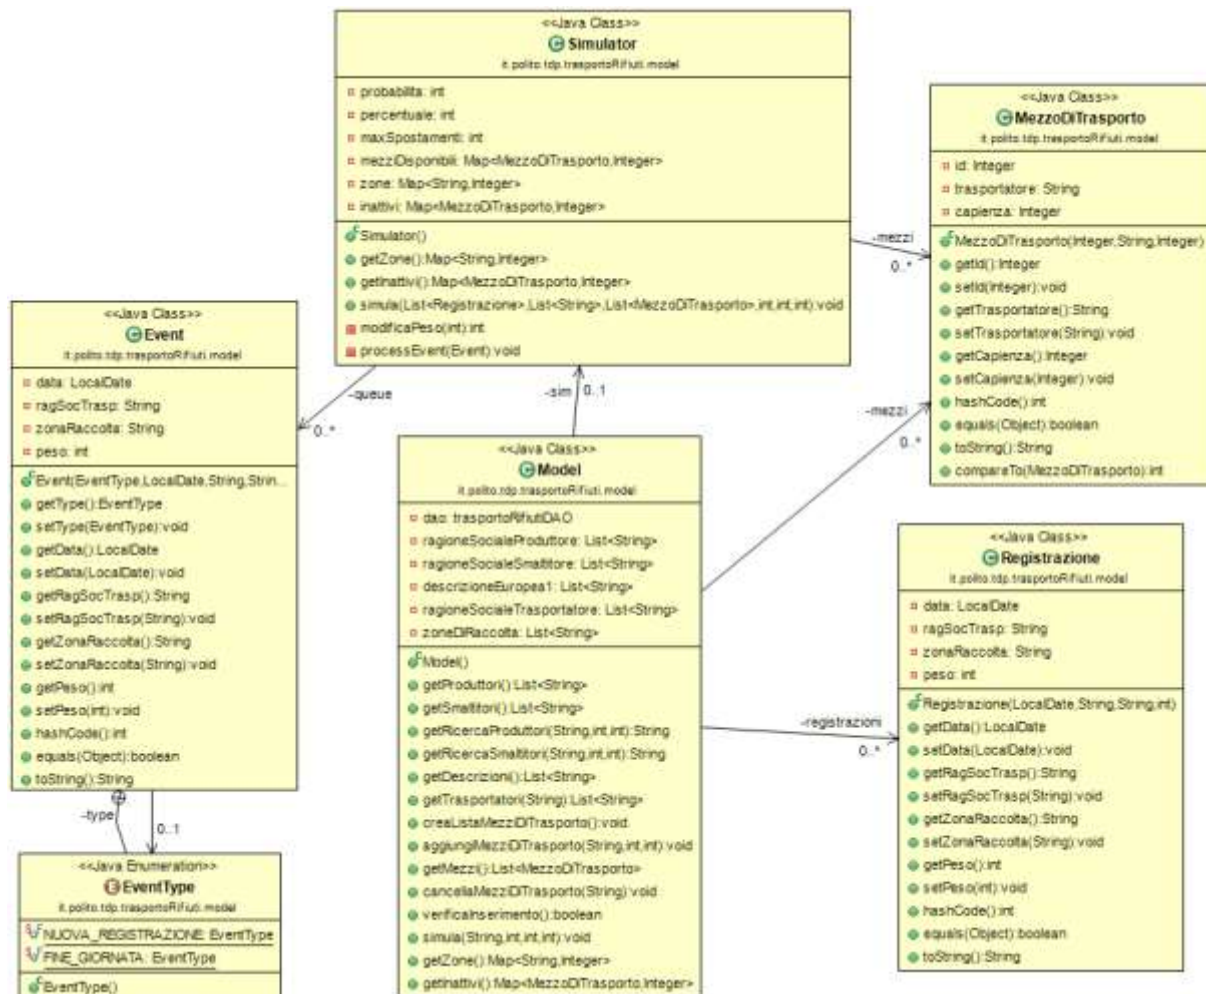 <<Java Class>>
Simulator
it.polito.tdp.trasportoRifiuti.model
probabilita: int
percentuale: int
maxSpostamenti: int
mezziDisponibili: Map<MezzoDiTrasporto,Integer>
zone: Map<String,Integer>
inattivi: Map<MezzoDiTrasporto,Integer>
Simulator()
getZone():Map<String,Integer>
getInattivi():Map<MezzoDiTrasporto,Integer>
simula(List<Registrazione>,List<String>,List<MezzoDiTrasporto>,int,int,int):void
modificaPeso(int):int
processEvent(Event):void
<<Java Class>>
MezzoDiTrasporto
it.polito.tdp.trasportoRifiuti.model
id: Integer
trasportatore: String
capienza: Integer
MezzoDiTrasporto(Integer,String,Integer)
getId():Integer
setId(Integer):void
getTrasportatore():String
setTrasportatore(String):void
getCapienza():Integer
setCapienza(Integer):void
hashCode():int
equals(Object):boolean
toString():String
compareTo(MezzoDiTrasporto):int
-mezzi
0..*
<<Java Class>>
Event
it.polito.tdp.trasportoRifiuti.model
data: LocalDate
ragSocTrasp: String
zonaRaccolta: String
peso: int
Event(EventType,LocalDate,String,Strin...
getType():EventType
setType(EventType):void
getData():LocalDate
setData(LocalDate):void
getRagSocTrasp():String
setRagSocTrasp(String):void
getZonaRaccolta():String
setZonaRaccolta(String):void
getPeso():int
setPeso(int):void
hashCode():int
equals(Object):boolean
toString():String
-queue
0..*
-sim
0..1
-mezzi
0..*
<<Java Class>>
Model
it.polito.tdp.trasportoRifiuti.model
dao: trasportoRifiutiDAO
ragioneSocialeProduttore: List<String>
ragioneSocialeSmaltitore: List<String>
descrizioneEuropea1: List<String>
ragioneSocialeTrasportatore: List<String>
zoneDiRaccolta: List<String>
Model()
getProduttori():List<String>
getSmaltitori():List<String>
getRicercaProduttori(String,int,int):String
getRicercaSmaltitori(String,int,int):String
getDescrizioni():List<String>
getTrasportatori(String):List<String>
creaListaMezziDiTrasporto():void
aggiungiMezziDiTrasporto(String,int,int):void
getMezzi():List<MezzoDiTrasporto>
cancellaMezziDiTrasporto(String):void
verificaInserimento():boolean
simula(String,int,int,int):void
getZone():Map<String,Integer>
getInattivi():Map<MezzoDiTrasporto,Integer>
-registrazioni
0..*
<<Java Class>>
Registrazione
it.polito.tdp.trasportoRifiuti.model
data: LocalDate
ragSocTrasp: String
zonaRaccolta: String
peso: int
Registrazione(LocalDate,String,String,int)
getData():LocalDate
setData(LocalDate):void
getRagSocTrasp():String
setRagSocTrasp(String):void
getZonaRaccolta():String
setZonaRaccolta(String):void
getPeso():int
setPeso(int):void
hashCode():int
equals(Object):boolean
toString():String
-type
0..1
<<Java Enumeration>>
EventType
it.polito.tdp.trasportoRifiuti.model
NUOVA_REGISTRAZIONE: EventType
FINE_GIORNATA: EventType
EventType()